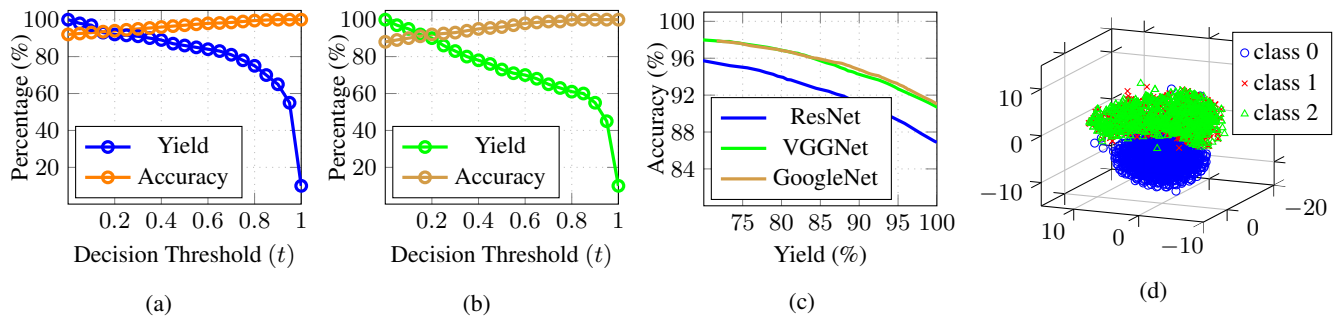 Percentage (%)
100
80
60
40
20
0.2 0.4 0.6 0.8 1
Decision Threshold (t)
Yield
Accuracy
(a)
Percentage (%)
100
80
60
40
20
0.2 0.4 0.6 0.8 1
Decision Threshold (t)
Yield
Accuracy
(b)
Accuracy (%)
100
96
92
88
84
75 80 85 90 95 100
Yield (%)
ResNet
VGGNet
GoogleNet
(c)
10
0
−10
10 0 −10
0
−20
class 0
class 1
class 2
(d)